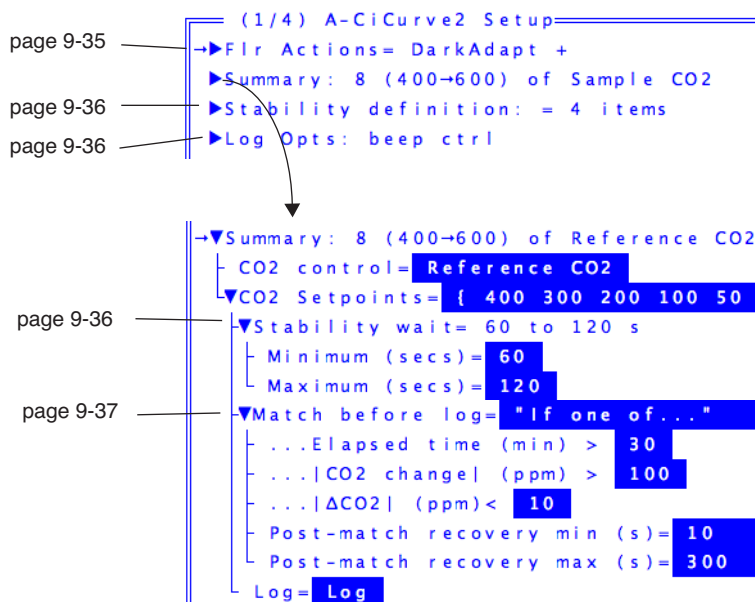 (1/4) A-CiCurve2 Setup
page 9-35
→▶Flr Actions= DarkAdapt +
▶Summary: 8 (400→600) of Sample CO2
page 9-36
▶Stability definition: = 4 items
page 9-36
▶Log Opts: beep ctrl
→▼Summary: 8 (400→600) of Reference CO2
CO2 control= Reference CO2
▼CO2 Setpoints= { 400 300 200 100 50
page 9-36
▼Stability wait= 60 to 120 s
Minimum (secs)= 60
Maximum (secs)= 120
page 9-37
▼Match before log= "If one of..."
...Elapsed time (min) > 30
...|CO2 change| (ppm) > 100
...|ΔCO2| (ppm)< 10
Post-match recovery min (s)= 10
Post-match recovery max (s)= 300
Log= Log